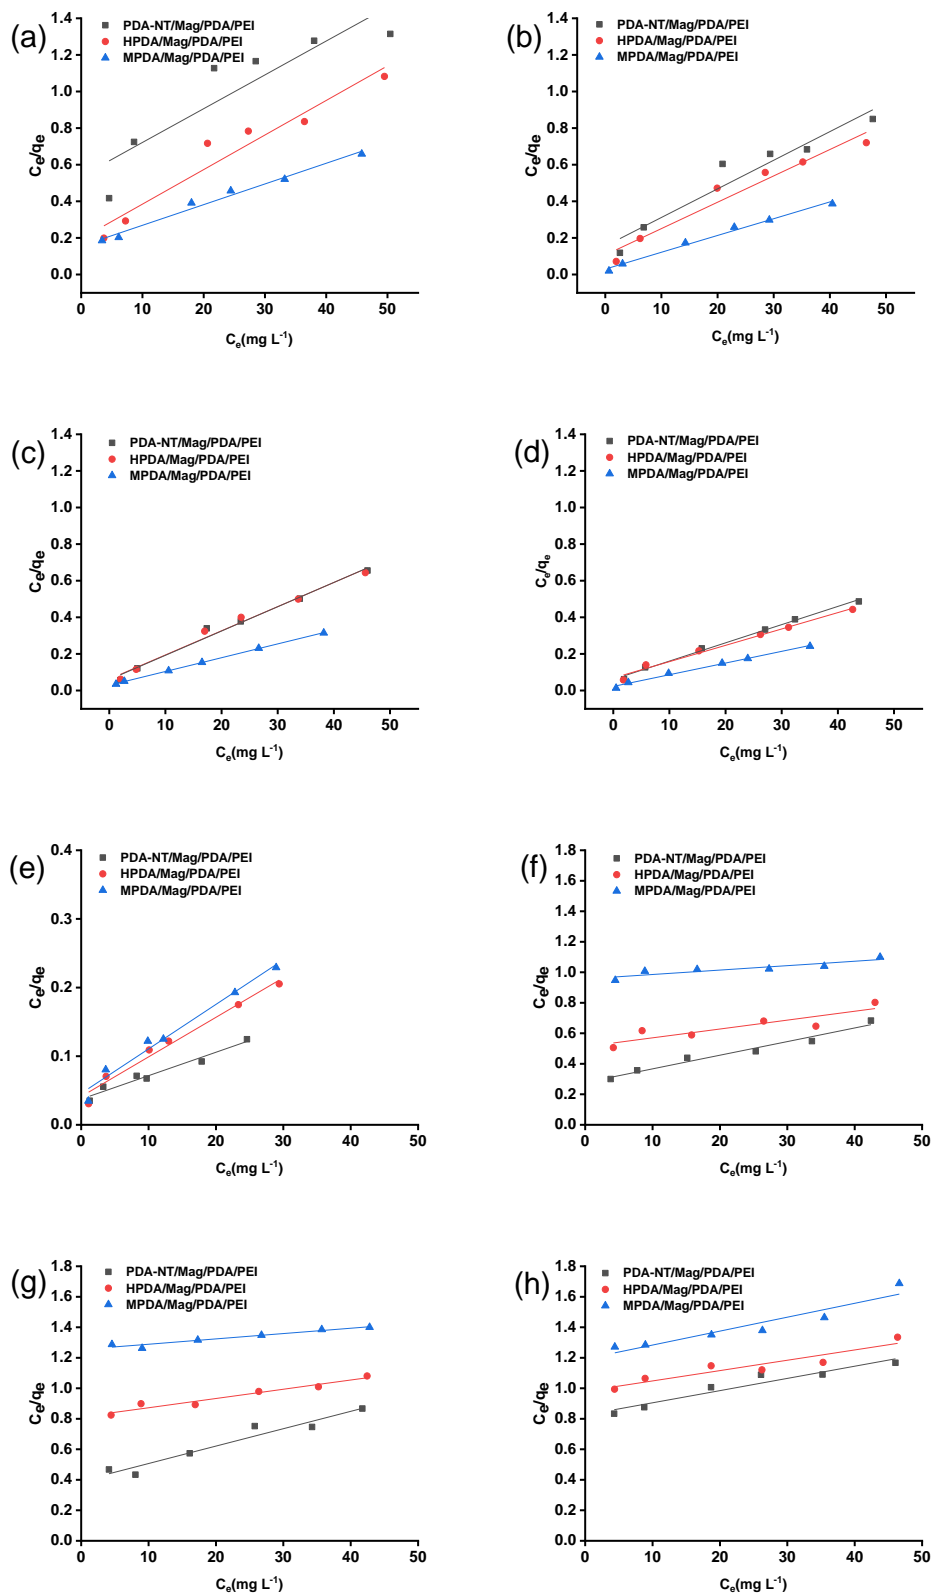 (a)
PDA-NT/Mag/PDA/PEI
HPDA/Mag/PDA/PEI
MPDA/Mag/PDA/PEI
1.4
1.2
1.0
0.8
0.6
0.4
0.2
0.0
Ce/qe
0 10 20 30 40 50
Ce(mg L-1)
(b)
PDA-NT/Mag/PDA/PEI
HPDA/Mag/PDA/PEI
MPDA/Mag/PDA/PEI
1.4
1.2
1.0
0.8
0.6
0.4
0.2
0.0
Ce/qe
0 10 20 30 40 50
Ce(mg L-1)
(c)
PDA-NT/Mag/PDA/PEI
HPDA/Mag/PDA/PEI
MPDA/Mag/PDA/PEI
1.4
1.2
1.0
0.8
0.6
0.4
0.2
0.0
Ce/qe
0 10 20 30 40 50
Ce(mg L-1)
(d)
PDA-NT/Mag/PDA/PEI
HPDA/Mag/PDA/PEI
MPDA/Mag/PDA/PEI
1.4
1.2
1.0
0.8
0.6
0.4
0.2
0.0
Ce/qe
0 10 20 30 40 50
Ce(mg L-1)
(e)
PDA-NT/Mag/PDA/PEI
HPDA/Mag/PDA/PEI
MPDA/Mag/PDA/PEI
0.4
0.3
0.2
0.1
0.0
Ce/qe
0 10 20 30 40 50
Ce(mg L-1)
(f)
PDA-NT/Mag/PDA/PEI
HPDA/Mag/PDA/PEI
MPDA/Mag/PDA/PEI
1.8
1.6
1.4
1.2
1.0
0.8
0.6
0.4
0.2
0.0
Ce/qe
0 10 20 30 40 50
Ce(mg L-1)
(g)
PDA-NT/Mag/PDA/PEI
HPDA/Mag/PDA/PEI
MPDA/Mag/PDA/PEI
1.8
1.6
1.4
1.2
1.0
0.8
0.6
0.4
0.2
0.0
Ce/qe
0 10 20 30 40 50
Ce(mg L-1)
(h)
PDA-NT/Mag/PDA/PEI
HPDA/Mag/PDA/PEI
MPDA/Mag/PDA/PEI
1.8
1.6
1.4
1.2
1.0
0.8
0.6
0.4
0.2
0.0
Ce/qe
0 10 20 30 40 50
Ce(mg L-1)